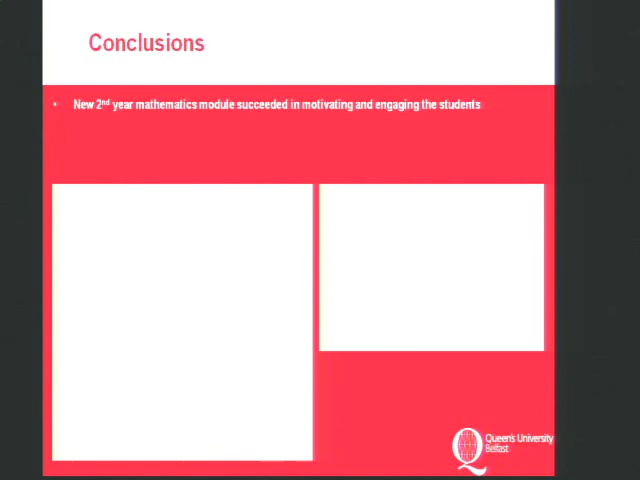 Conclusions
• New 2nd year mathematics module succeeded in motivating and engaging the students
Queen's University
Belfast